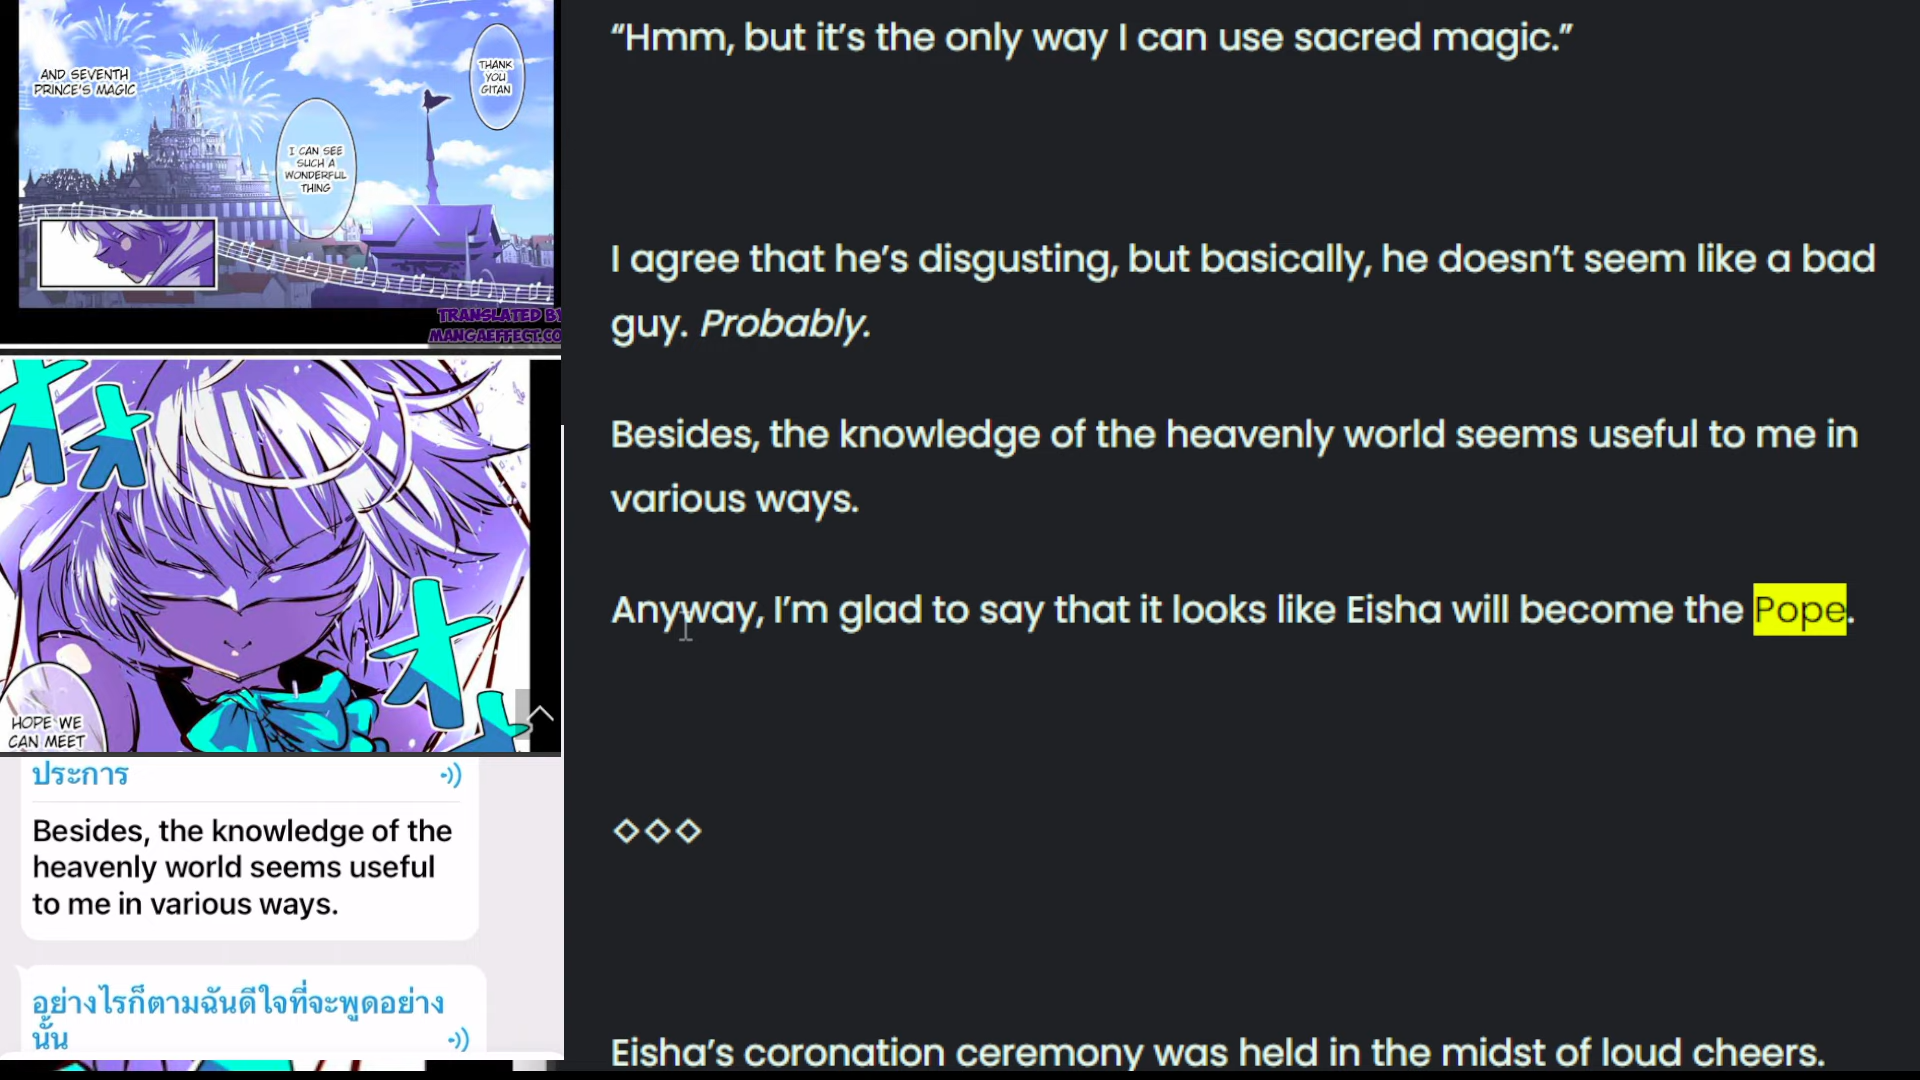 AND SEVENTH
PRINCE'S MAGIC
THANK
YOU
GITAN
I CAN SEE
SUCH A
WONDERFUL
THING
TRANSLATED BY
MANGAEFFECT.CO
HOPE WE
CAN MEET
ประการ
Besides, the knowledge of the
heavenly world seems useful
to me in various ways.
อย่างไรก็ตามฉันดีใจที่จะพูดอย่าง
นั้น
“Hmm, but it’s the only way I can use sacred magic.”
I agree that he’s disgusting, but basically, he doesn’t seem like a bad
guy. Probably.
Besides, the knowledge of the heavenly world seems useful to me in
various ways.
Anyway, I’m glad to say that it looks like Eisha will become the Pope.
◇◇◇
Eisha’s coronation ceremony was held in the midst of loud cheers.